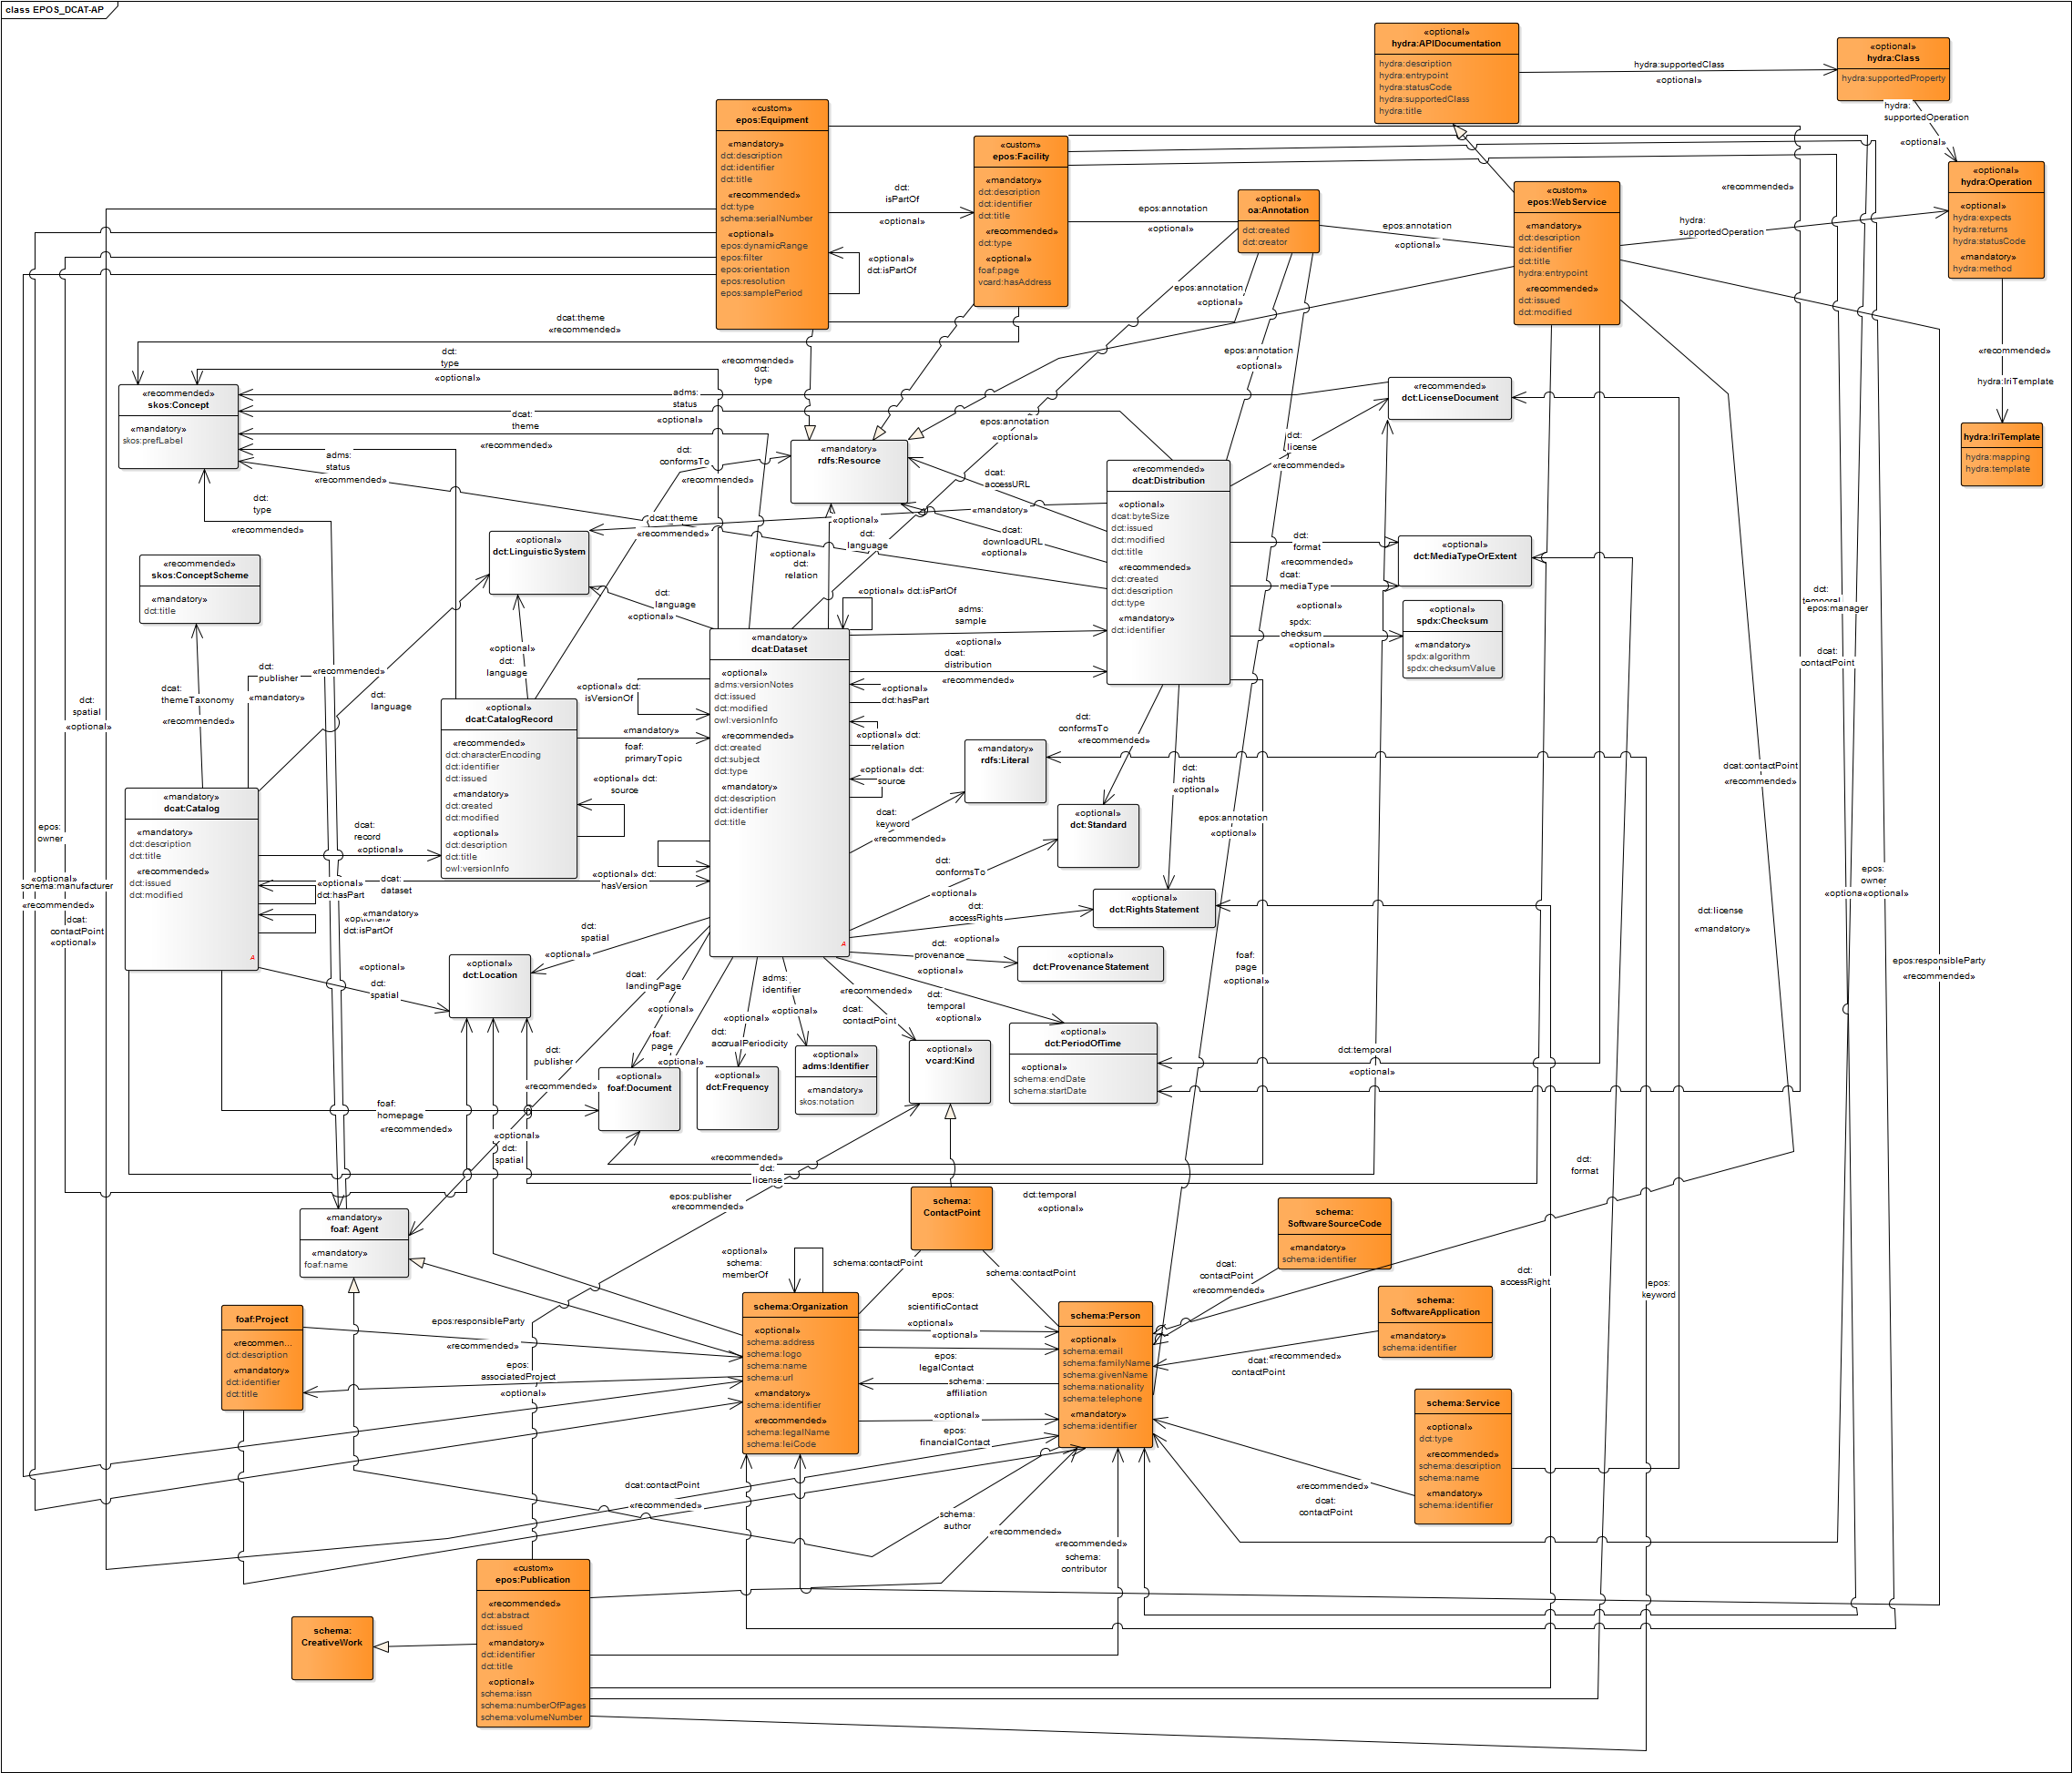 class EPOS_DCAT-AP
«optional»
hydra:APIDocumentation
hydra:description
hydra:entrypoint
hydra:statusCode
hydra:supportedClass
hydra:title
hydra:supportedClass
«optional»
«optional»
hydra:Class
hydra:supportedProperty
hydra:
supportedOperation
«optional»
«custom»
epos:Equipment
«mandatory»
dct:description
dct:identifier
dct:title
«recommended»
dct:type
schema:serialNumber
«optional»
epos:dynamicRange
epos:filter
epos:orientation
epos:resolution
epos:samplePeriod
dct:
isPartOf
«optional»
«optional»
dct:isPartOf
«custom»
epos:Facility
«mandatory»
dct:description
dct:identifier
dct:title
«recommended»
dct:type
«optional»
foaf:page
vcard:hasAddress
epos:annotation
«optional»
«optional»
oa:Annotation
dct:created
dct:creator
epos:annotation
«optional»
«custom»
epos:WebService
«mandatory»
dct:description
dct:identifier
dct:title
hydra:entrypoint
«recommended»
dct:issued
dct:modified
«recommended»
hydra:
supportedOperation
«optional»
hydra:Operation
«optional»
hydra:expects
hydra:returns
hydra:statusCode
«mandatory»
hydra:method
«recommended»
hydra:IriTemplate
hydra:IriTemplate
hydra:mapping
hydra:template
epos:annotation
«optional»
dcat:theme
«recommended»
dct:
type
«optional»
«recommended»
dct:
type
epos:annotation
«optional»
«recommended»
skos:Concept
«mandatory»
skos:prefLabel
adms:
status
«optional»
dcat:
theme
«recommended»
adms:
status
«recommended»
dct:
conformsTo
«recommended»
«mandatory»
rdfs:Resource
epos:annotation
«optional»
dct:
license
«recommended»
«recommended»
dct:LicenseDocument
dcat:
accessURL
«mandatory»
dcat:
downloadURL
«optional»
«recommended»
dcat:Distribution
«optional»
dcat:byteSize
dct:issued
dct:modified
dct:title
«recommended»
dct:created
dct:description
dct:type
«mandatory»
dct:identifier
dct:
format
«recommended»
dcat:
mediaType
«optional»
«optional»
dct:MediaTypeOrExtent
spdx:
checksum
«optional»
«optional»
spdx:Checksum
«mandatory»
spdx:algorithm
spdx:checksumValue
dct:
type
«recommended»
dcat:theme
«recommended»
«optional»
dct:
language
«optional»
dct:LinguisticSystem
«optional»
dct:
relation
«recommended»
skos:ConceptScheme
«mandatory»
dct:title
dct:
language
«optional»
«optional» dct:isPartOf
adms:
sample
«optional»
dcat:
distribution
«recommended»
«mandatory»
dcat:Dataset
«optional»
adms:versionNotes
dct:issued
dct:modified
owl:versionInfo
«recommended»
dct:created
dct:subject
dct:type
«mandatory»
dct:description
dct:identifier
dct:title
«optional»
dct:
language
dct:
publisher
«recommended»
«mandatory»
dct:
language
dcat:
themeTaxonomy
«recommended»
«optional» dct:
isVersionOf
«optional»
dct:hasPart
«optional» dct:
relation
«optional» dct:
source
«optional»
dcat:CatalogRecord
«recommended»
dct:characterEncoding
dct:identifier
dct:issued
«mandatory»
dct:created
dct:modified
«optional»
dct:description
dct:title
owl:versionInfo
«mandatory»
foaf:
primaryTopic
«optional» dct:
source
«mandatory»
dcat:Catalog
«mandatory»
dct:description
dct:title
«recommended»
dct:issued
dct:modified
dcat:
record
«optional»
«optional»
dct:hasPart
dcat:
dataset
«mandatory»
«optional»
dct:isPartOf
«optional» dct:
hasVersion
dct:
spatial
«optional»
epos:
owner
«optional»
schema:manufacturer
«recommended»
dcat:
contactPoint
«optional»
«mandatory»
rdfs:Literal
dct:
conformsTo
«recommended»
dcat:
keyword
«recommended»
«optional»
dct:Standard
dct:
rights
«optional»
epos:annotation
«optional»
dct:
conformsTo
«optional»
«optional»
dct:RightsStatement
dct:
accessRights
«optional»
dct:
provenance
«optional»
«optional»
dct:ProvenanceStatement
dct:
temporal
epos:manager
dcat:
contactPoint
dcat:contactPoint
«recommended»
epos:
owner
«optional»
dct:license
«mandatory»
epos:responsibleParty
«recommended»
«optional»
dct:
spatial
dct:
spatial
«optional»
«optional»
dct:Location
dcat:
landingPage
«optional»
foaf:
page
«optional»
adms:
identifier
«optional»
«optional»
dct:
accrualPeriodicity
«recommended»
dcat:
contactPoint
dct:
temporal
«optional»
foaf:
page
«optional»
«optional»
dct:PeriodOfTime
«optional»
schema:endDate
schema:startDate
dct:temporal
«optional»
dct:
publisher
«recommended»
«optional»
foaf:Document
«optional»
dct:Frequency
«optional»
adms:Identifier
«mandatory»
skos:notation
«optional»
vcard:Kind
foaf:
homepage
«recommended»
«optional»
dct:
spatial
«recommended»
dct:
license
epos:publisher
«recommended»
dct:temporal
«optional»
dct:
format
«mandatory»
foaf: Agent
«mandatory»
foaf:name
schema:
ContactPoint
schema:
SoftwareSourceCode
«mandatory»
schema:identifier
«optional»
schema:
memberOf
schema:contactPoint
schema:contactPoint
dcat:
contactPoint
«recommended»
dct:
accessRight
epos:
keyword
foaf:Project
«recommen...
dct:description
«mandatory»
dct:identifier
dct:title
epos:responsibleParty
«recommended»
epos:
associatedProject
«optional»
schema:Organization
«optional»
schema:address
schema:logo
schema:name
schema:url
«mandatory»
schema:identifier
«recommended»
schema:legalName
schema:leiCode
epos:
scientificContact
«optional»
«optional»
epos:
legalContact
schema:
affiliation
«optional»
epos:
financialContact
schema:Person
«optional»
schema:email
schema:familyName
schema:givenName
schema:nationality
schema:telephone
«mandatory»
schema:identifier
schema:
SoftwareApplication
«mandatory»
schema:identifier
dcat:
contactPoint
«recommended»
schema:Service
«optional»
dct:type
«recommended»
schema:description
schema:name
«mandatory»
schema:identifier
«recommended»
dcat:
contactPoint
dcat:contactPoint
«recommended»
schema:
author
«recommended»
«recommended»
schema:
contributor
«custom»
epos:Publication
«recommended»
dct:abstract
dct:issued
«mandatory»
dct:identifier
dct:title
«optional»
schema:issn
schema:numberOfPages
schema:volumeNumber
schema:
CreativeWork